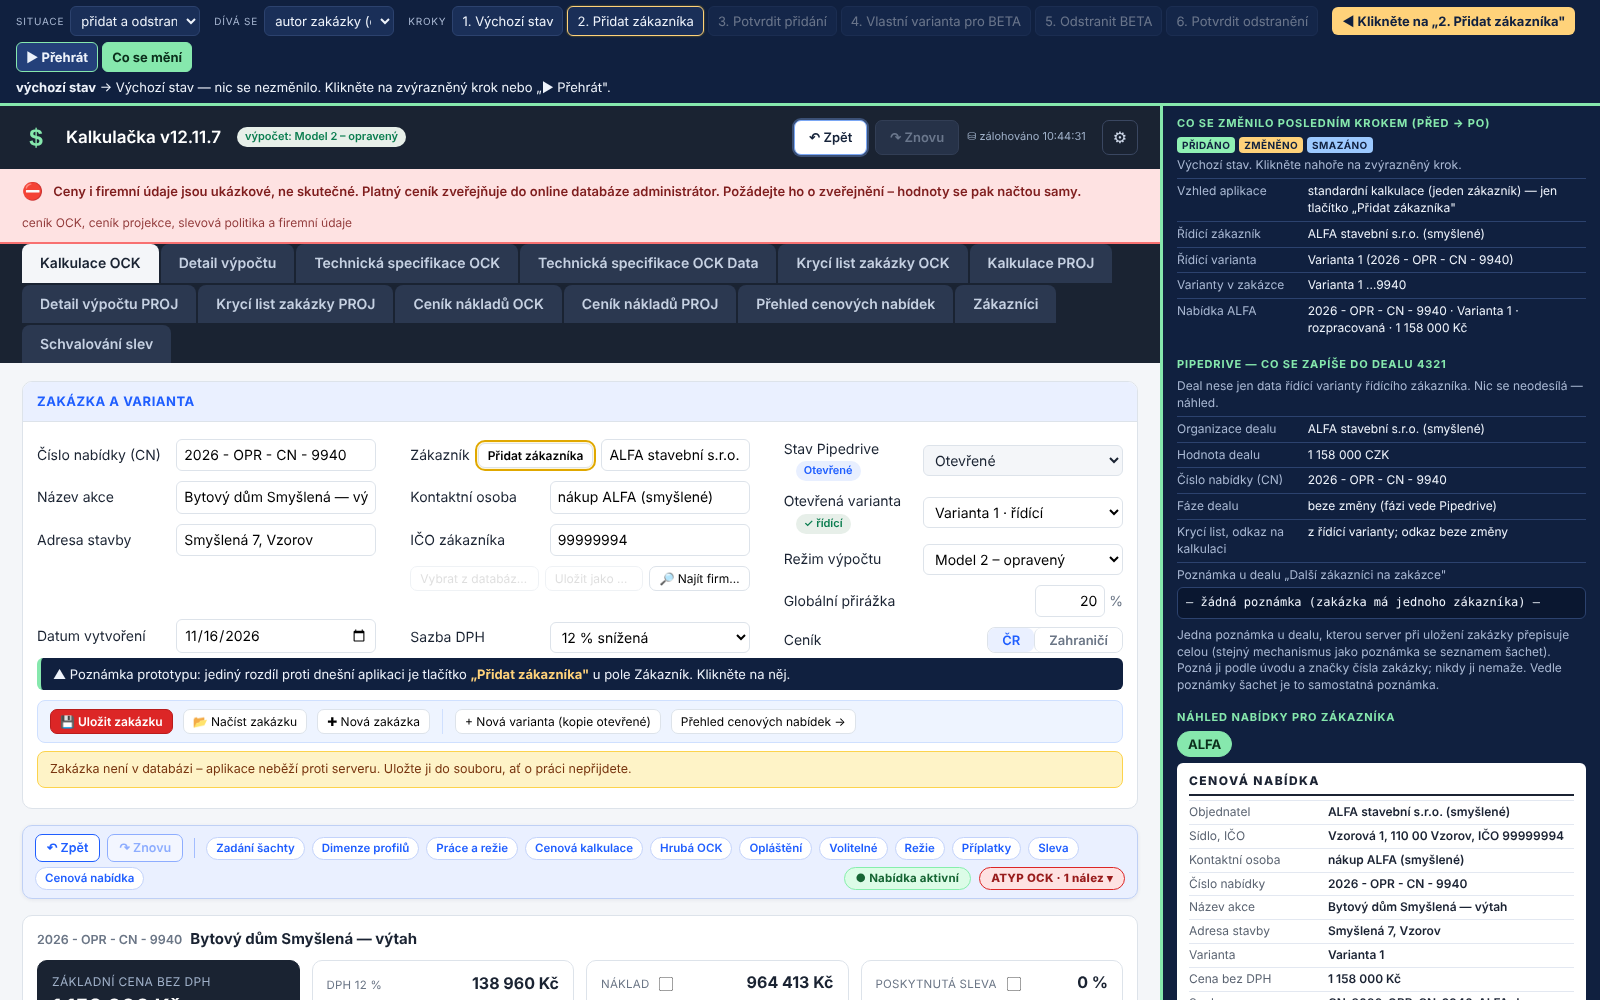 SITUACE přidat a odstran DÍVÁ SE autor zakázky ( KROKY 1. Výchozí stav 2. Přidat zákazníka 3. Potvrdit přidání 4. Vlastní varianta pro BETA 5. Odstranit BETA 6. Potvrdit odstranění ◀ Klikněte na „2. Přidat zákazníka"
▶ Přehrát Co se mění
výchozí stav → Výchozí stav — nic se nezměnilo. Klikněte na zvýrazněný krok nebo „▶ Přehrát".
$ Kalkulačka v12.11.7 výpočet: Model 2 – opravený ↶ Zpět ↷ Znovu zálohováno 10:44:31
Ceny i firemní údaje jsou ukázkové, ne skutečné. Platný ceník zveřejňuje do online databáze administrátor. Požádejte ho o zveřejnění – hodnoty se pak načtou samy.
ceník OCK, ceník projekce, slevová politika a firemní údaje
Kalkulace OCK Detail výpočtu Technická specifikace OCK Technická specifikace OCK Data Krycí list zakázky OCK Kalkulace PROJ
Detail výpočtu PROJ Krycí list zakázky PROJ Ceník nákladů OCK Ceník nákladů PROJ Přehled cenových nabídek Zákazníci
Schvalování slev
ZAKÁZKA A VARIANTA
Číslo nabídky (CN) 2026 - OPR - CN - 9940
Název akce Bytový dům Smyšlená — vý
Adresa stavby Smyšlená 7, Vzorov
Datum vytvoření 11/16/2026
Zákazník Přidat zákazníka ALFA stavební s.r.o.
Kontaktní osoba nákup ALFA (smyšlené)
IČO zákazníka 99999994
Vybrat z databáz... Uložit jako ... 🔎 Najít firm...
Sazba DPH 12 % snížená
Stav Pipedrive Otevřené
Otevřené
Otevřená varianta Varianta 1 · řídící
✓ řídící
Režim výpočtu Model 2 – opravený
Globální přirážka 20 %
Ceník ČR Zahraničí
▲ Poznámka prototypu: jediný rozdíl proti dnešní aplikaci je tlačítko „Přidat zákazníka" u pole Zákazník. Klikněte na něj.
💾 Uložit zakázku 📂 Načíst zakázku ✚ Nová zakázka + Nová varianta (kopie otevřené) Přehled cenových nabídek →
Zakázka není v databázi – aplikace neběží proti serveru. Uložte ji do souboru, ať o práci nepřijdete.
↶ Zpět ↷ Znovu Zadání šachty Dimenze profilů Práce a režie Cenová kalkulace Hrubá OCK Opláštění Volitelné Režie Příplatky Sleva
Cenová nabídka ● Nabídka aktivní ATYP OCK · 1 nález ▾
2026 - OPR - CN - 9940 Bytový dům Smyšlená — výtah
ZÁKLADNÍ CENA BEZ DPH
DPH 12 % 138 960 Kč
NÁKLAD 964 413 Kč
POSKYTNUTÁ SLEVA 0 %
CO SE ZMĚNILO POSLEDNÍM KROKEM (PŘED → PO)
PŘIDÁNO ZMĚNĚNO SMAZÁNO
Výchozí stav. Klikněte nahoře na zvýrazněný krok.
Vzhled aplikace standardní kalkulace (jeden zákazník) — jen
tlačítko „Přidat zákazníka"
Řídící zákazník ALFA stavební s.r.o. (smyšlené)
Řídící varianta Varianta 1 (2026 - OPR - CN - 9940)
Varianty v zakázce Varianta 1 …9940
Nabídka ALFA 2026 - OPR - CN - 9940 · Varianta 1 ·
rozpracovaná · 1 158 000 Kč
PIPEDRIVE — CO SE ZAPÍŠE DO DEALU 4321
Deal nese jen data řídící varianty řídícího zákazníka. Nic se neodesílá —
náhled.
Organizace dealu ALFA stavební s.r.o. (smyšlené)
Hodnota dealu 1 158 000 CZK
Číslo nabídky (CN) 2026 - OPR - CN - 9940
Fáze dealu beze změny (fázi vede Pipedrive)
Krycí list, odkaz na z řídící varianty; odkaz beze změny
kalkulaci
Poznámka u dealu „Další zákazníci na zakázce"
— žádná poznámka (zakázka má jednoho zákazníka) —
Jedna poznámka u dealu, kterou server při uložení zakázky přepisuje
celou (stejný mechanismus jako poznámka se seznamem šachet).
Pozná ji podle úvodu a značky čísla zakázky; nikdy ji nemaže. Vedle
poznámky šachet je to samostatná poznámka.
NÁHLED NABÍDKY PRO ZÁKAZNÍKA
ALFA
CENOVÁ NABÍDKA
Objednatel ALFA stavební s.r.o. (smyšlené)
Sídlo, IČO Vzorová 1, 110 00 Vzorov, IČO 99999994
Kontaktní osoba nákup ALFA (smyšlené)
Číslo nabídky 2026 - OPR - CN - 9940
Název akce Bytový dům Smyšlená — výtah
Adresa stavby Smyšlená 7, Vzorov
Varianta Varianta 1
Cena bez DPH 1 158 000 Kč